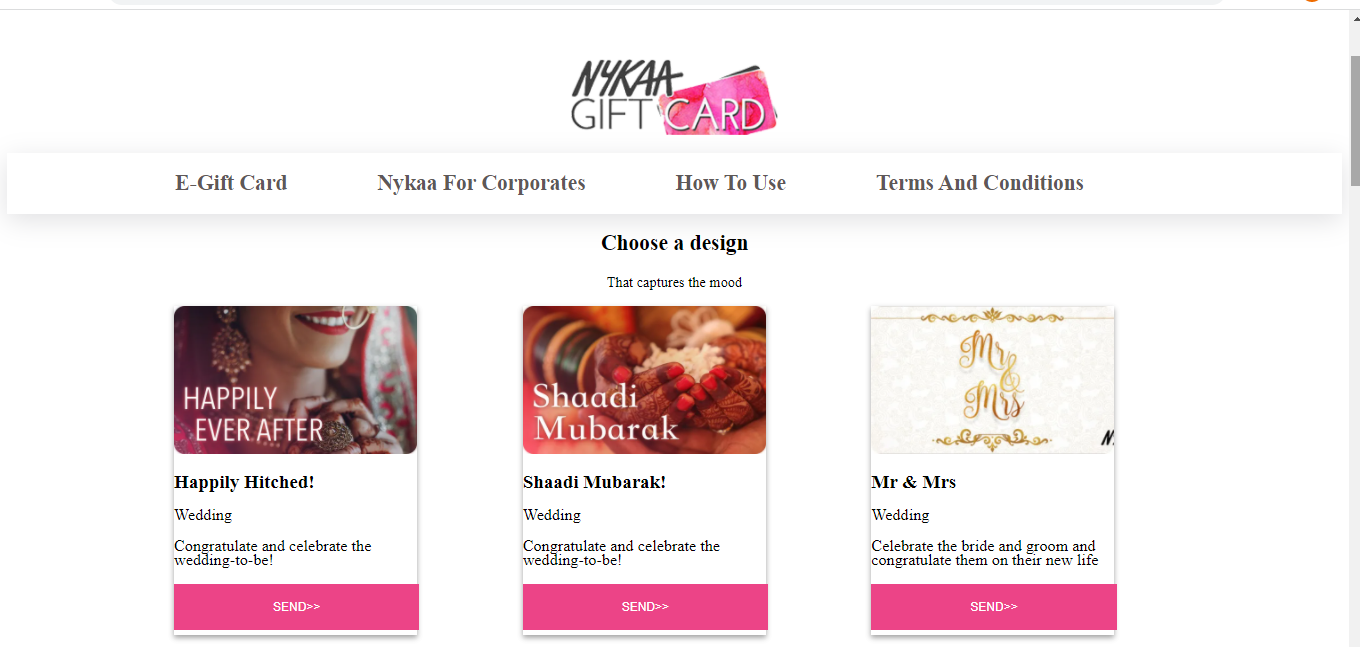 NYKAA
GIFT CARD
E-Gift Card Nykaa For Corporates How To Use Terms And Conditions
Choose a design
That captures the mood
HAPPILY
EVER AFTER
Shaadi
Mubarak
Mr
&
Mrs
Happily Hitched!
Wedding
Congratulate and celebrate the
wedding-to-be!
SEND>>
Shaadi Mubarak!
Wedding
Congratulate and celebrate the
wedding-to-be!
SEND>>
Mr & Mrs
Wedding
Celebrate the bride and groom and
congratulate them on their new life
SEND>>